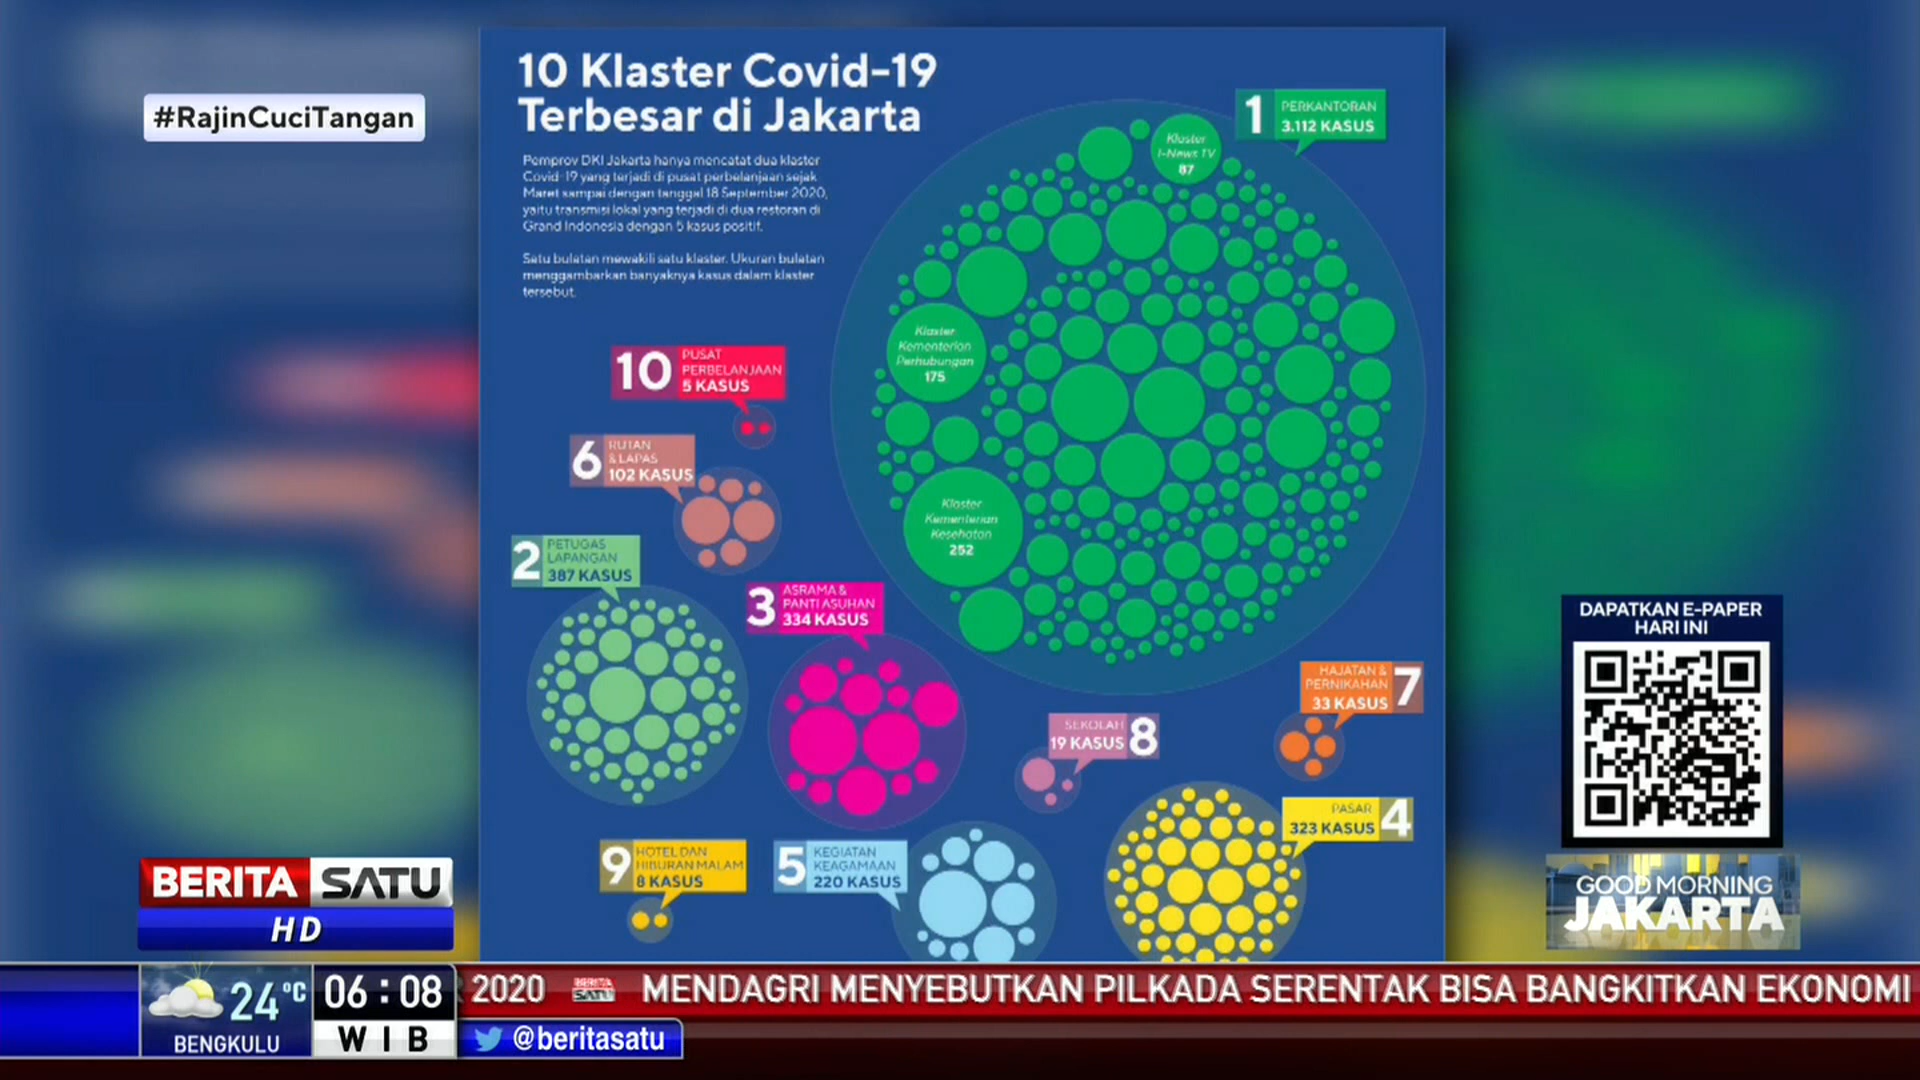 #RajinCuciTangan
10 Klaster Covid-19
Terbesar di Jakarta
Pemprov DKI Jakarta hanya mencatat dua klaster
Covid-19 yang terjadi di pusat perbelanjaan sejak
Maret sampai dengan tanggal 18 September 2020,
yaitu transmisi lokal yang terjadi di dua restoran di
Grand Indonesia dengan 5 kasus positif.
Satu bulatan mewakili satu klaster. Ukuran bulatan
menggambarkan banyaknya kasus dalam klaster
tersebut.
1 PERKANTORAN
3.112 KASUS
Klaster
I-News TV
87
Klaster
Kementerian
Perhubungan
175
Klaster
Kementerian
Kesehatan
252
10 PUSAT
PERBELANJAAN
5 KASUS
6 RUTAN
& LAPAS
102 KASUS
2 PETUGAS
LAPANGAN
387 KASUS
3 ASRAMA &
PANTI ASUHAN
334 KASUS
HAJATAN &
PERNIKAHAN
33 KASUS 7
SEKOLAH
19 KASUS 8
PASAR
323 KASUS 4
9 HOTEL DAN
HIBURAN MALAM
8 KASUS
5 KEGIATAN
KEAGAMAAN
220 KASUS
DAPATKAN E-PAPER
HARI INI
GOOD MORNING
JAKARTA
BERITA SATU
HD
24°C
BENGKULU
06:08
WIB
2020 BERITA SATU MENDAGRI MENYEBUTKAN PILKADA SERENTAK BISA BANGKITKAN EKONOMI
@beritasatu